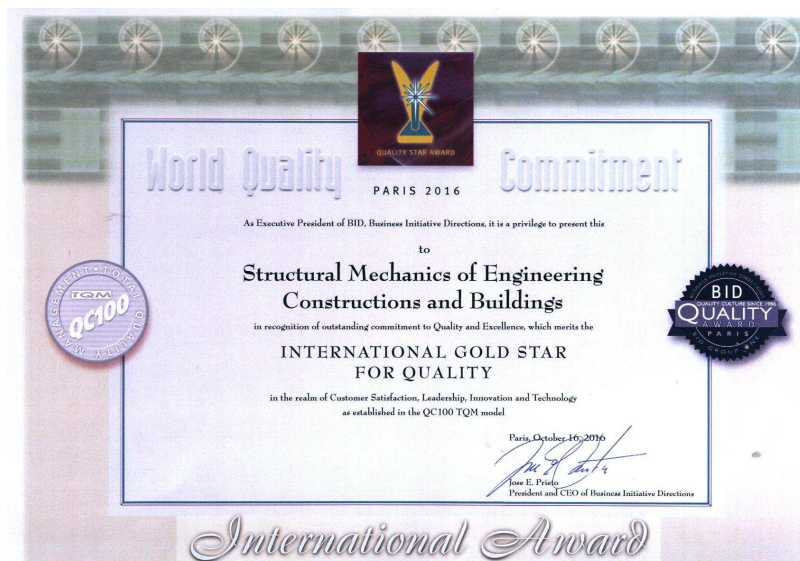 QUALITY STAR AWARD
World Quality Commitment
PARIS 2016
As Executive President of BID, Business Initiative Directions, it is a privilege to present this
to
Structural Mechanics of Engineering
Constructions and Buildings
in recognition of outstanding commitment to Quality and Excellence, which merits the
INTERNATIONAL GOLD STAR
FOR QUALITY
in the realm of Customer Satisfaction, Leadership, Innovation and Technology
as established in the QC100 TQM model
TOTAL QUALITY MANAGEMENT
TQM
QC100
BID
QUALITY CULTURE SINCE 1986
QUALITY
AWARD
PARIS
BID GROUP ONE
Paris, October 16, 2016
Jose E. Prieto
President and CEO of Business Initiative Directions
International Award